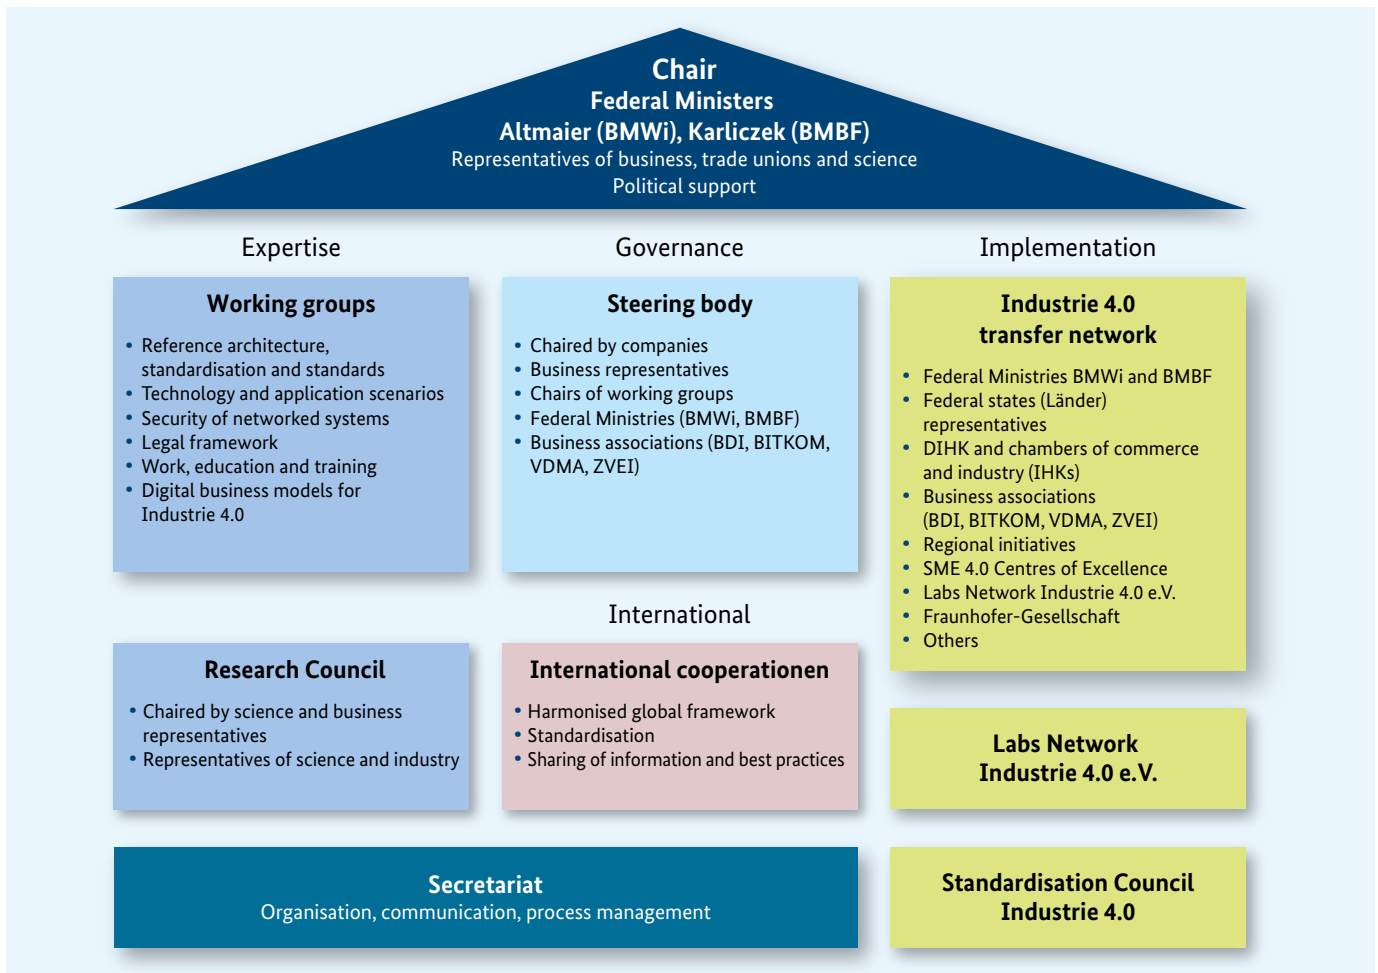 Chair
Federal Ministers
Altmaier (BMWi), Karliczek (BMBF)
Representatives of business, trade unions and science
Political support
Expertise
Working groups
• Reference architecture,
standardisation and standards
• Technology and application scenarios
• Security of networked systems
• Legal framework
• Work, education and training
• Digital business models for
Industrie 4.0
Research Council
• Chaired by science and business
representatives
• Representatives of science and industry
Governance
Steering body
• Chaired by companies
• Business representatives
• Chairs of working groups
• Federal Ministries (BMWi, BMBF)
• Business associations (BDI, BITKOM,
VDMA, ZVEI)
International
International cooperationen
• Harmonised global framework
• Standardisation
• Sharing of information and best practices
Implementation
Industrie 4.0
transfer network
• Federal Ministries BMWi and BMBF
• Federal states (Länder)
representatives
• DIHK and chambers of commerce
and industry (IHKs)
• Business associations
(BDI, BITKOM, VDMA, ZVEI)
• Regional initiatives
• SME 4.0 Centres of Excellence
• Labs Network Industrie 4.0 e.V.
• Fraunhofer-Gesellschaft
• Others
Labs Network
Industrie 4.0 e.V.
Secretariat
Organisation, communication, process management
Standardisation Council
Industrie 4.0